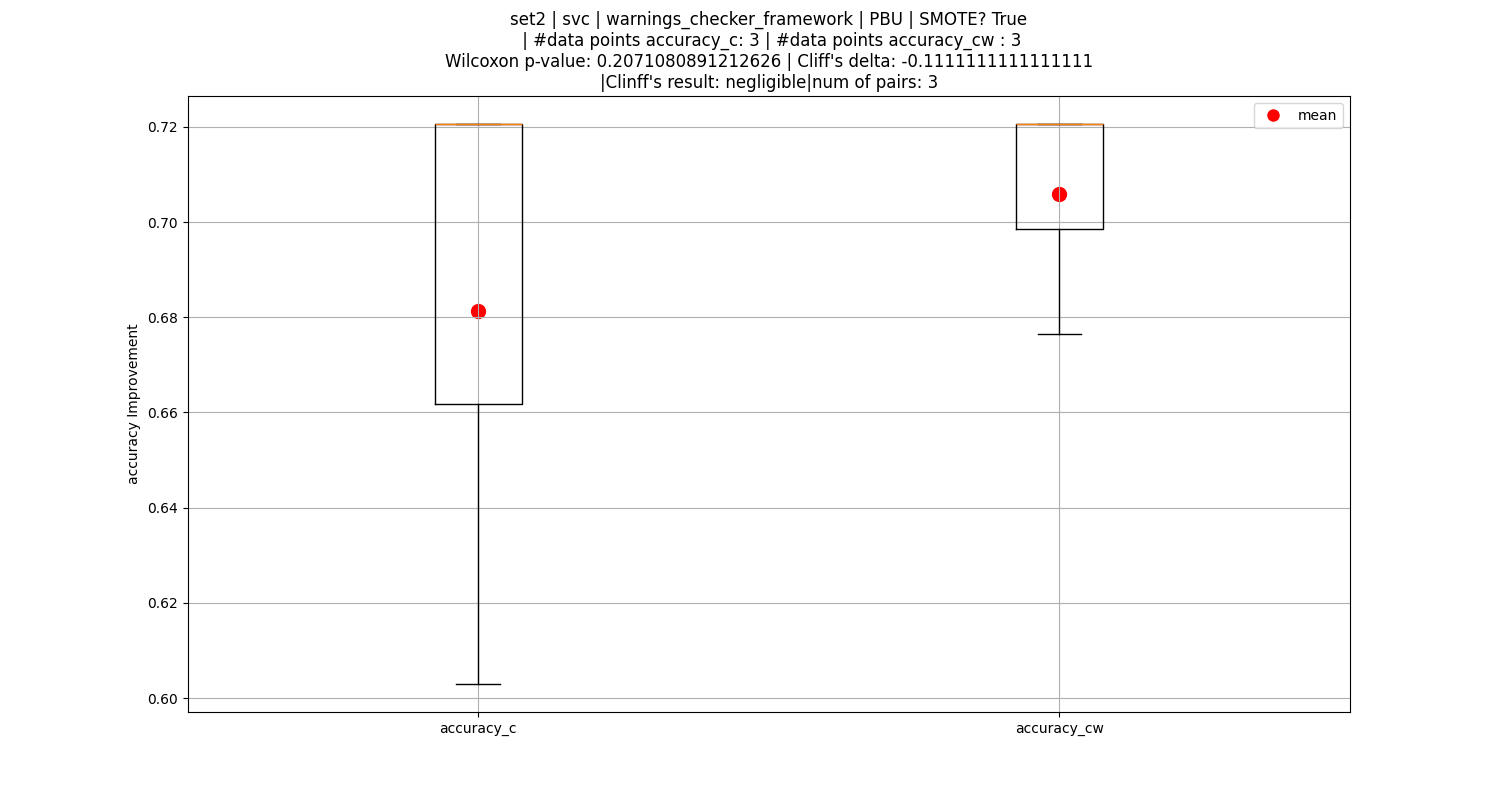 set2 | svc | warnings_checker_framework | PBU | SMOTE? True
| #data points accuracy_c: 3 | #data points accuracy_cw : 3
Wilcoxon p-value: 0.2071080891212626 | Cliff's delta: -0.1111111111111111
|Clinff's result: negligible|num of pairs: 3
mean
0.72
0.70
0.68
0.66
0.64
0.62
0.60
accuracy Improvement
accuracy_c
accuracy_cw